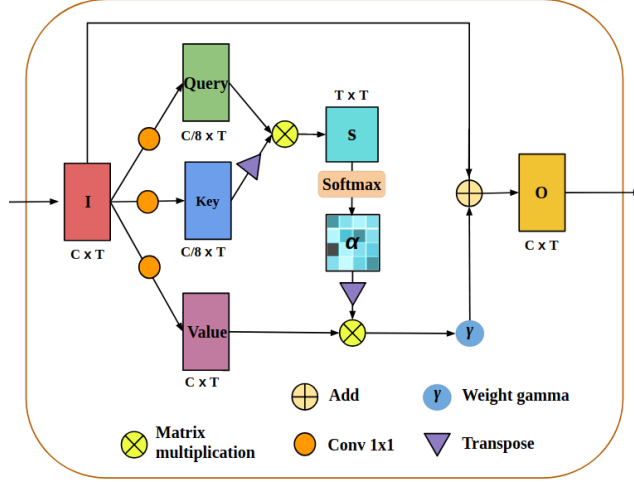 Query
T x T
C/8 x T
S
I
Key
Softmax
O
C x T
C/8 x T
C x T
α
Value
γ
C x T
Add
γ
Weight gamma
Matrix
multiplication
Conv 1x1
Transpose